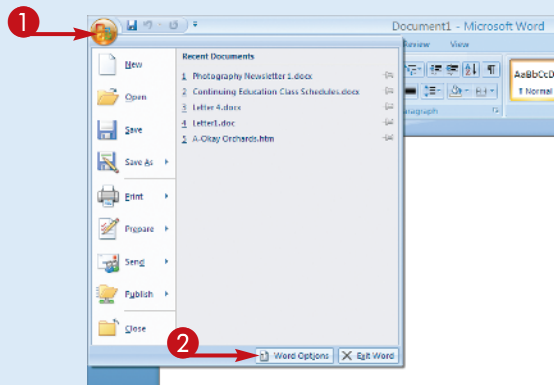 1
Document1 - Microsoft Word
Review View
New
Open
Save
Save As
Print
Prepare
Send
Publish
Close
Recent Documents
1 Photography Newsletter 1.docx
2 Continuing Education Class Schedules.docx
3 Letter 4.docx
4 Letter1.doc
5 A-Okay Orchards.htm
AaBbCcD
¶ Normal
Paragraph
2
Word Options Exit Word